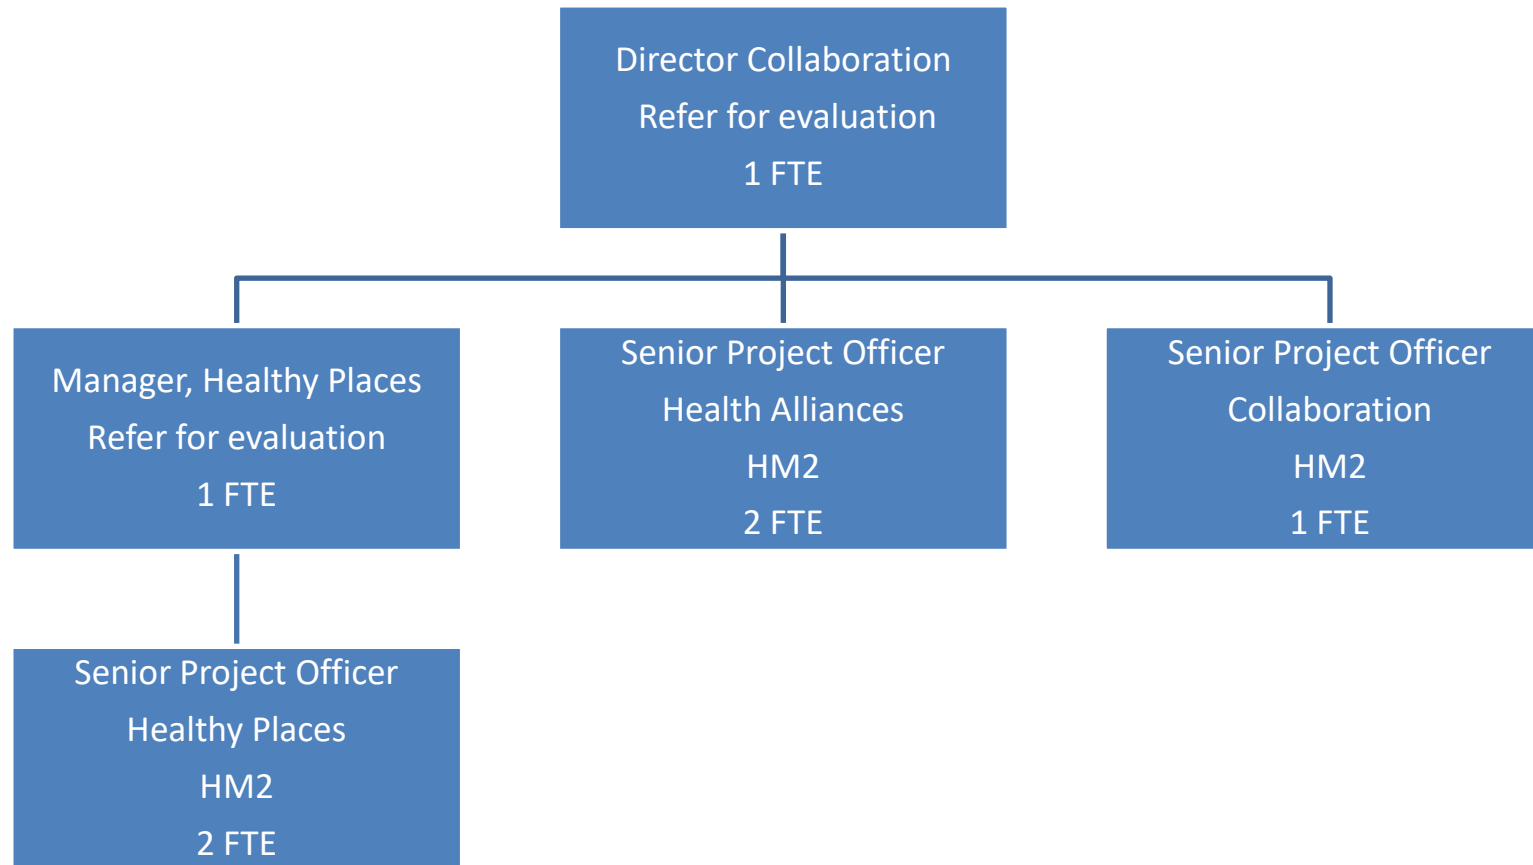 Director Collaboration
Refer for evaluation
1 FTE
Manager, Healthy Places
Refer for evaluation
1 FTE
Senior Project Officer
Health Alliances
HM2
2 FTE
Senior Project Officer
Collaboration
HM2
1 FTE
Senior Project Officer
Healthy Places
HM2
2 FTE